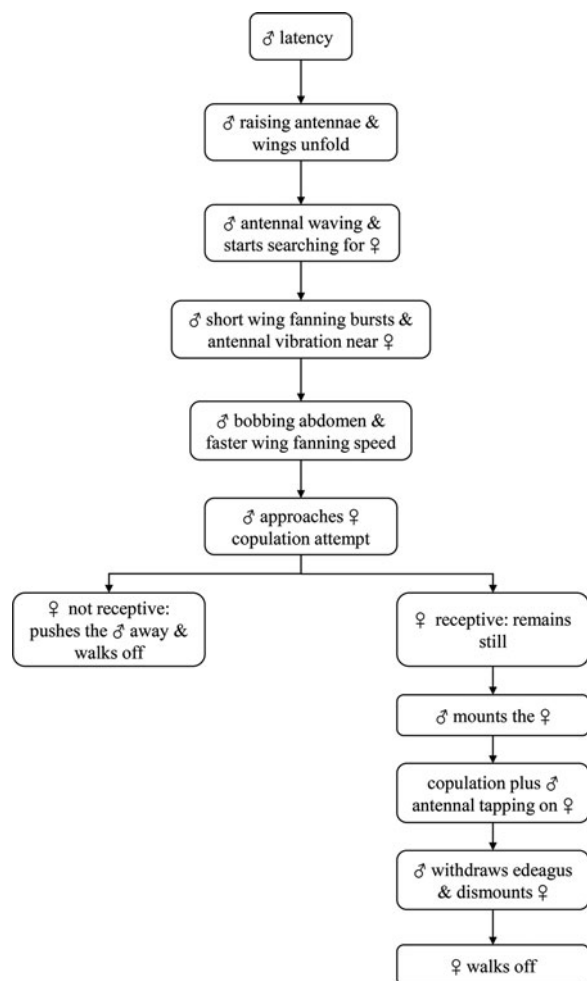 ♂ latency
♂ raising antennae &
wings unfold
♂ antennal waving &
starts searching for ♀
♂ short wing fanning bursts &
antennal vibration near ♀
♂ bobbing abdomen &
faster wing fanning speed
♂ approaches ♀
copulation attempt
♀ not receptive:
pushes the ♂ away &
walks off
♀ receptive: remains
still
♂ mounts the ♀
copulation plus ♂
antennal tapping on ♀
♂ withdraws edeagus
& dismounts ♀
♀ walks off